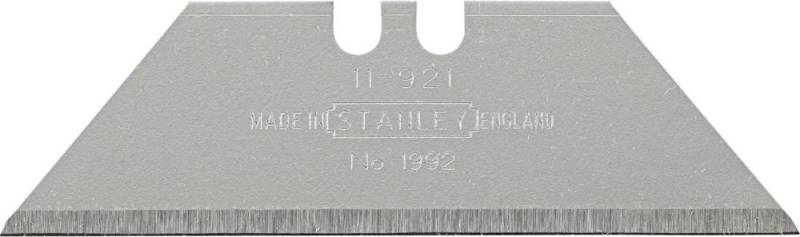 11-921
MADE IN STANLEY ENGLAND
No 1992